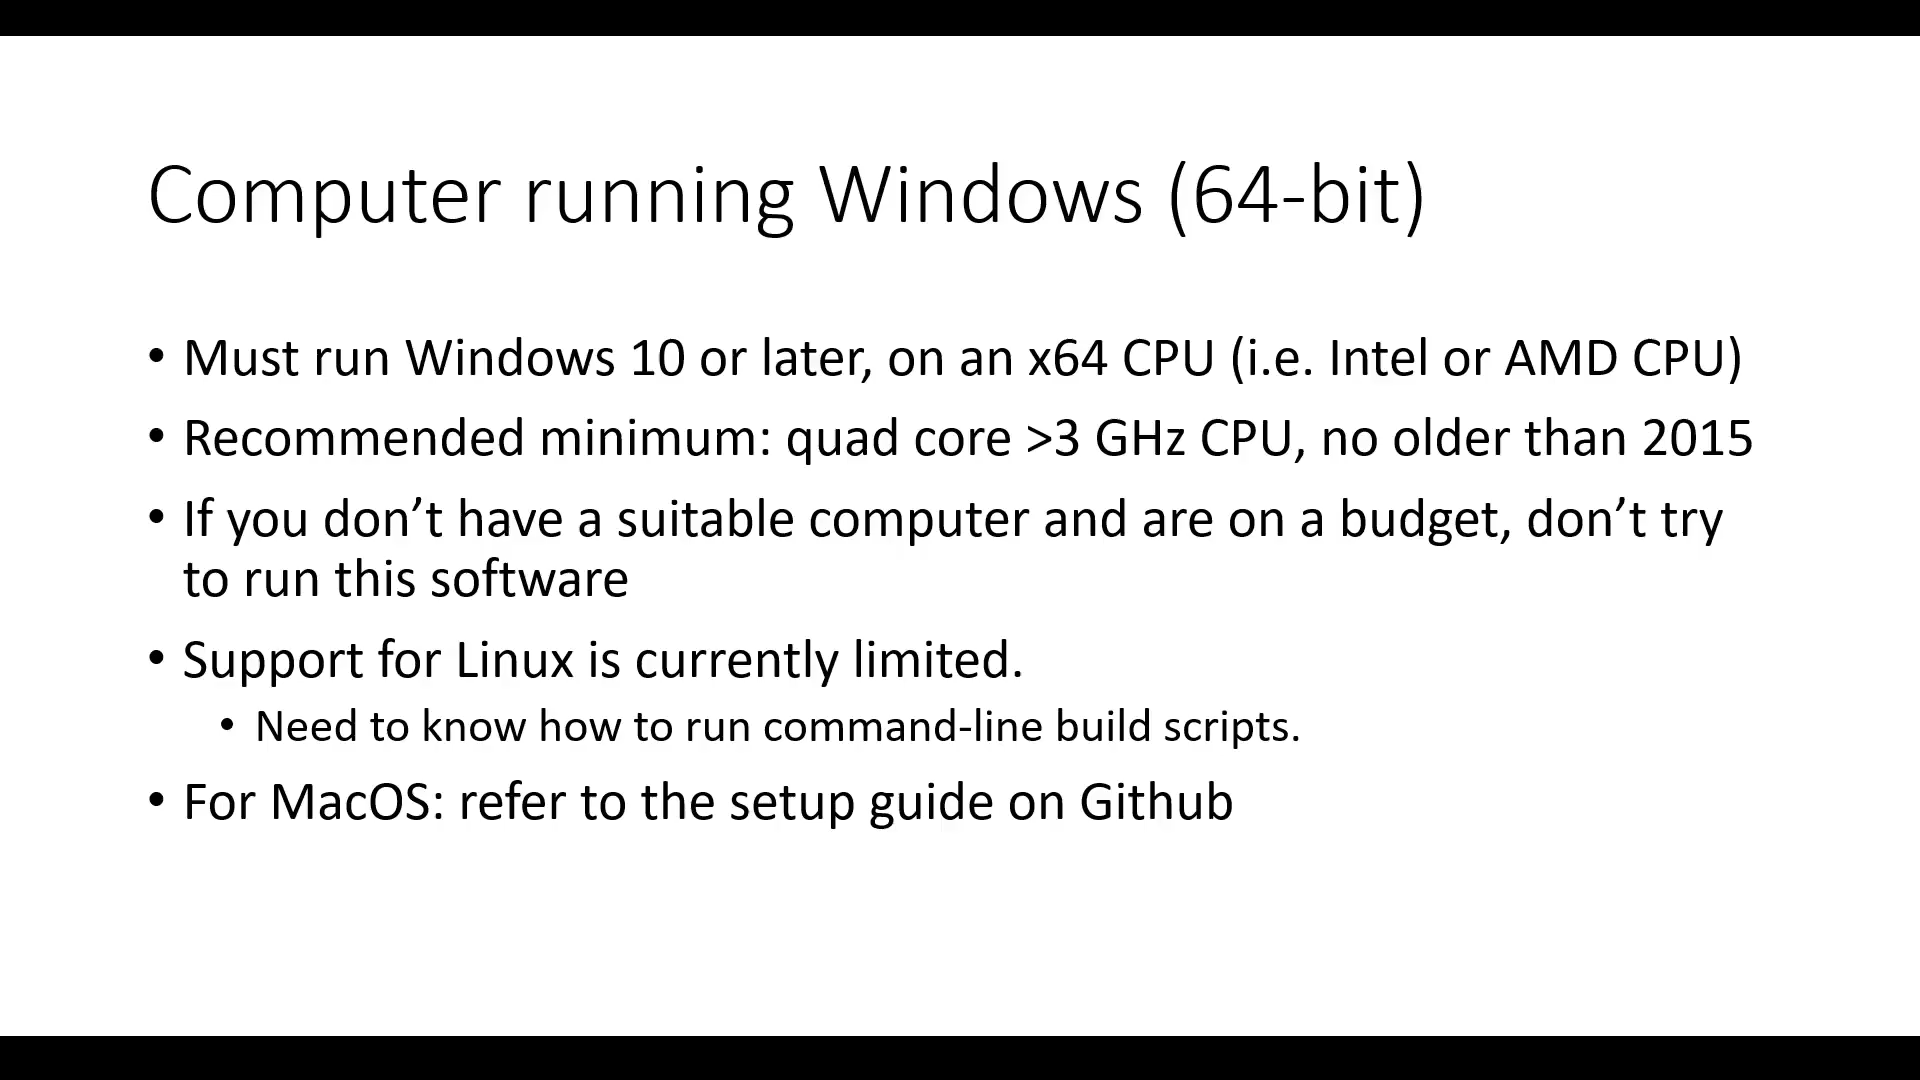 Computer running Windows (64-bit)
• Must run Windows 10 or later, on an x64 CPU (i.e. Intel or AMD CPU)
• Recommended minimum: quad core >3 GHz CPU, no older than 2015
• If you don’t have a suitable computer and are on a budget, don’t try
to run this software
• Support for Linux is currently limited.
• Need to know how to run command-line build scripts.
• For MacOS: refer to the setup guide on Github